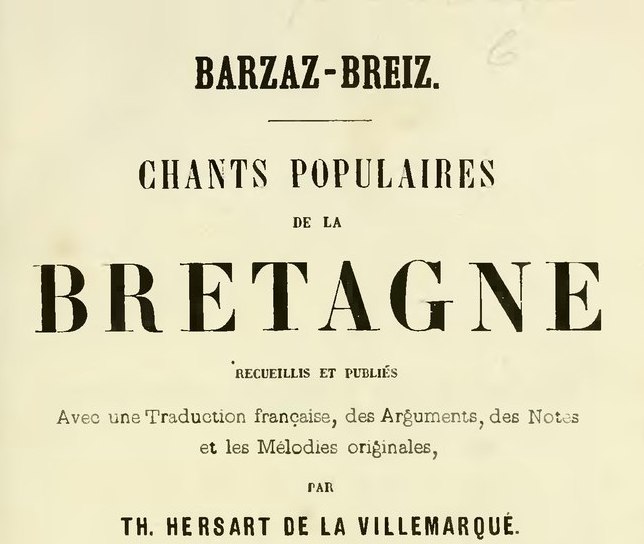 BARZAZ-BREIZ.
CHANTS POPULAIRES
DE LA
BRETAGNE
RECUEILLIS ET PUBLIÉS
Avec une Traduction française, des Arguments, des Notes
et les Mélodies originales,
PAR
TH. HERSART DE LA VILLEMARQUÉ.